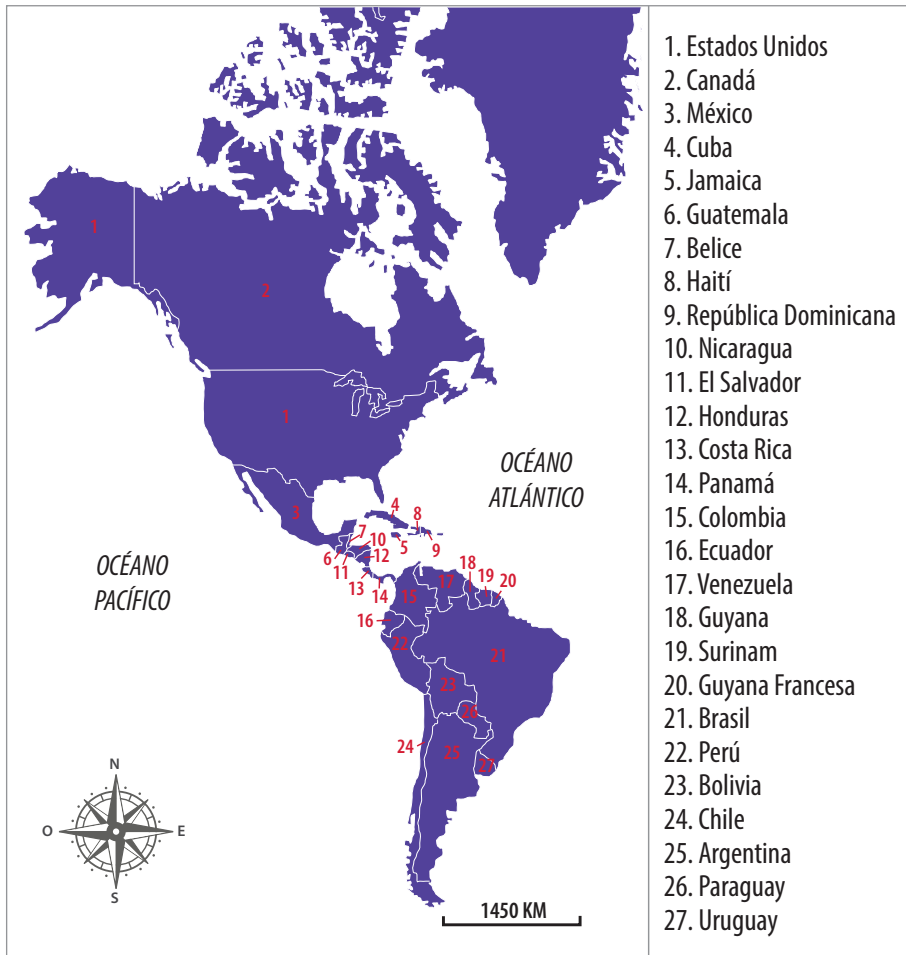 1
2
1
3
4
8
7
10
5
9
6
11
12
13
14
15
17
18
19
20
16
22
21
23
26
24
25
27
OCÉANO
ATLÁNTICO
OCÉANO
PACÍFICO
N
O
E
S
1450 KM
1. Estados Unidos
2. Canadá
3. México
4. Cuba
5. Jamaica
6. Guatemala
7. Belice
8. Haití
9. República Dominicana
10. Nicaragua
11. El Salvador
12. Honduras
13. Costa Rica
14. Panamá
15. Colombia
16. Ecuador
17. Venezuela
18. Guyana
19. Surinam
20. Guyana Francesa
21. Brasil
22. Perú
23. Bolivia
24. Chile
25. Argentina
26. Paraguay
27. Uruguay